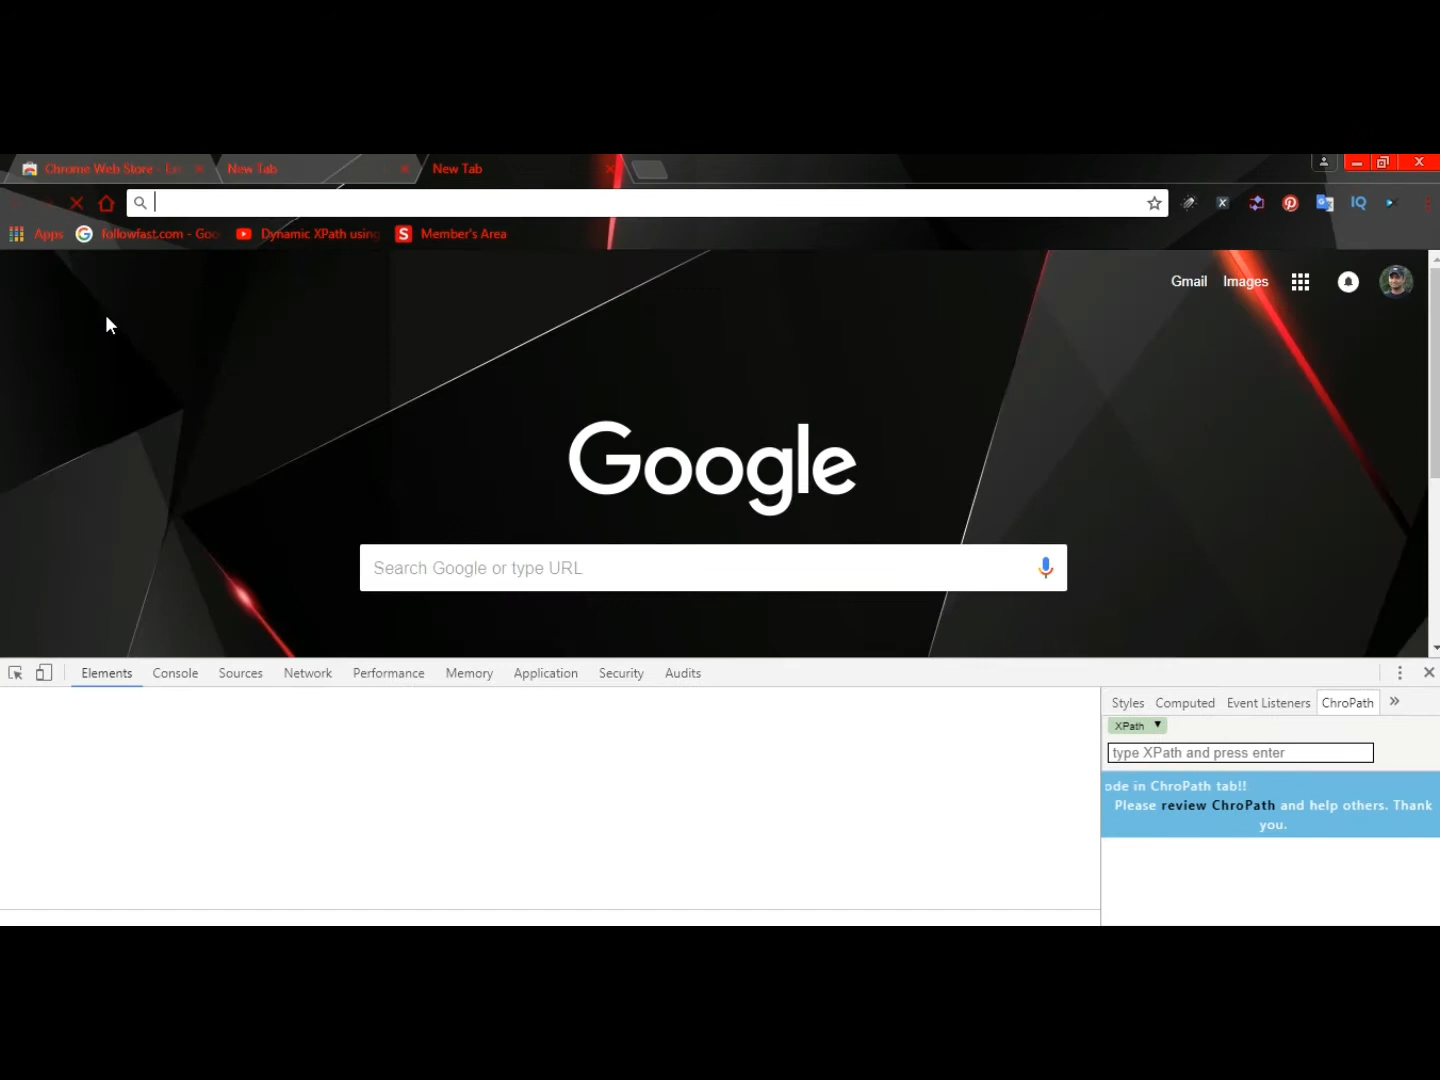 Chrome Web Store - Ex
New Tab
New Tab
Apps
followfast.com - Goo
Dynamic XPath using
S
Member's Area
IQ
Gmail
Images
Google
Search Google or type URL
Elements
Console
Sources
Network
Performance
Memory
Application
Security
Audits
Styles
Computed
Event Listeners
ChroPath
XPath
type XPath and press enter
ode in ChroPath tab!!
Please review ChroPath and help others. Thank
you.